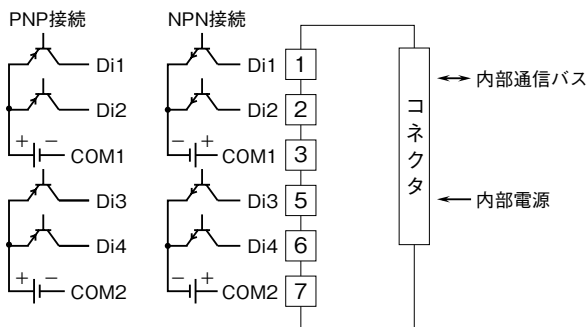 PNP接続 NPN接続
Di1 Di1 1
内部通信バス
Di2 Di2 2
+ − COM1 − + COM1 3
コネクタ
Di3 Di3 5
内部電源
Di4 Di4 6
+ − COM2 − + COM2 7